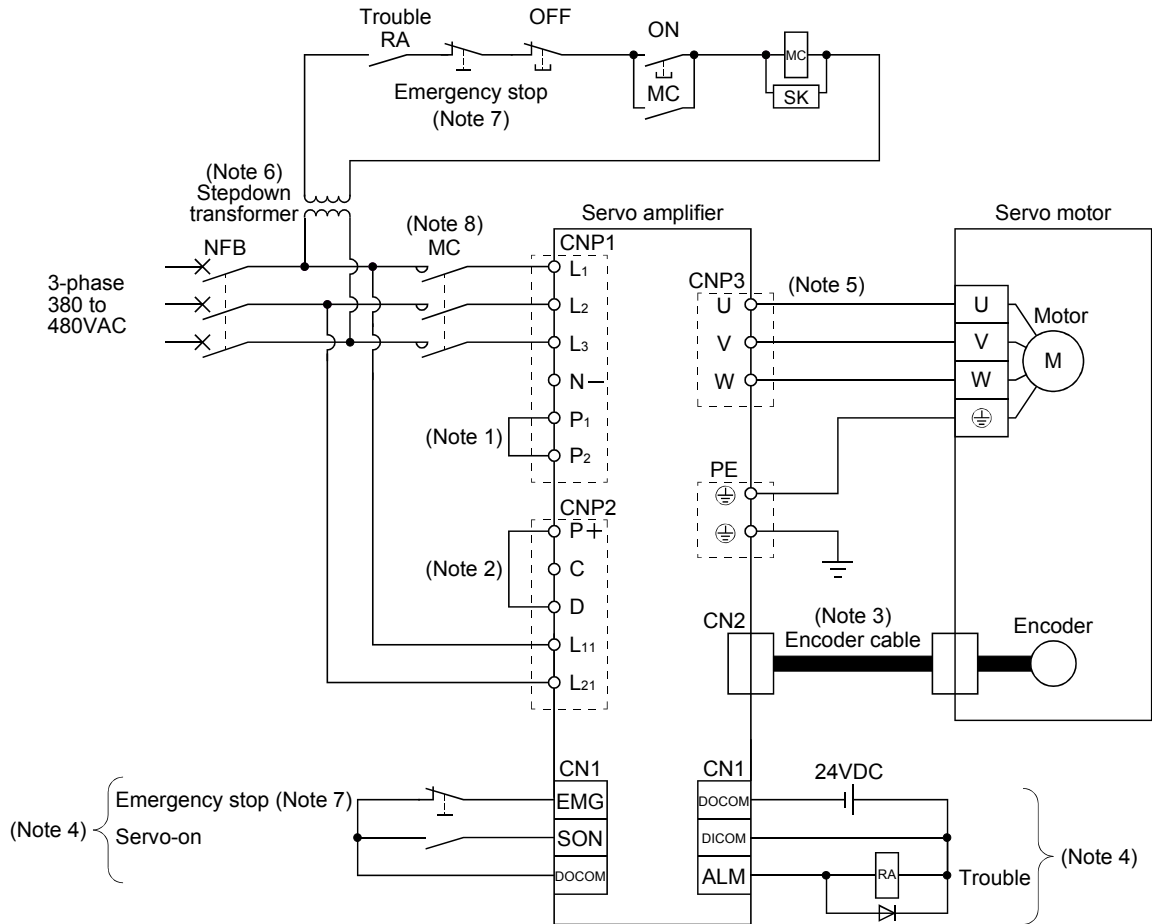 Trouble
RA
OFF
ON
MC
Emergency stop
(Note 7)
MC
SK
(Note 6)
Stepdown
transformer
NFB
(Note 8)
MC
3-phase
380 to
480VAC
Servo amplifier
Servo motor
CNP1
L1
L2
L3
N−
P1
P2
(Note 1)
CNP2
P+
C
D
L11
L21
(Note 2)
CNP3
U
V
W
(Note 5)
U
V
W
Motor
M
PE
CN2
(Note 3)
Encoder cable
Encoder
(Note 4)
Emergency stop (Note 7)
Servo-on
CN1
EMG
SON
DOCOM
CN1
DOCOM
DICOM
ALM
24VDC
RA
Trouble
(Note 4)